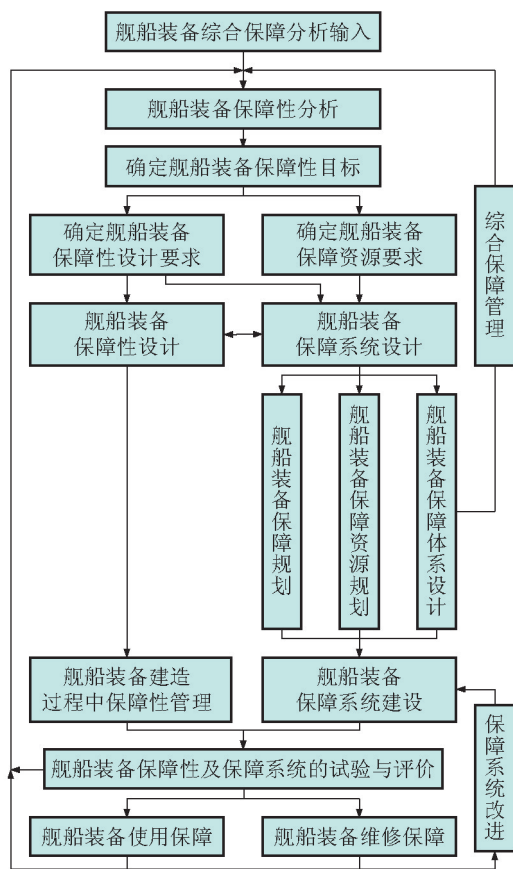 舰船装备综合保障分析输入
舰船装备保障性分析
确定舰船装备保障性目标
确定舰船装备
保障性设计要求
确定舰船装备
保障资源要求
综合保障管理
舰船装备
保障性设计
舰船装备
保障系统设计
舰船装备保障规划
舰船装备保障资源规划
舰船装备保障体系设计
舰船装备建造
过程中保障性管理
舰船装备
保障系统建设
保障系统改进
舰船装备保障性及保障系统的试验与评价
舰船装备使用保障
舰船装备维修保障